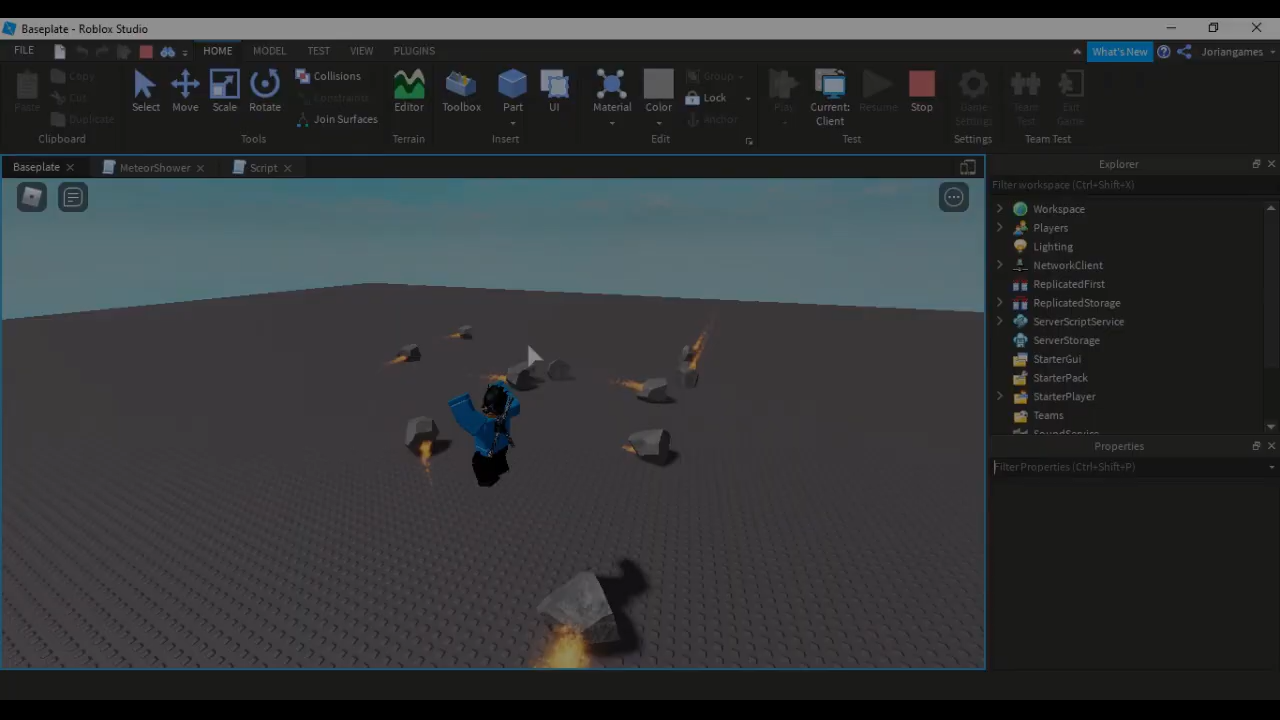 Baseplate - Roblox Studio
FILE HOME MODEL TEST VIEW PLUGINS What's New Joriangames
Paste Copy Cut Duplicate
Clipboard
Select Move Scale Rotate Collisions Constraints Join Surfaces
Tools
Editor
Terrain
Toolbox Part UI
Insert
Material Color Group Lock Anchor
Edit
Play Current: Client Resume Stop
Test
Game Settings
Settings
Team Test Exit Game
Team Test
Baseplate MeteorShower Script
Explorer
Filter workspace (Ctrl+Shift+X)
Workspace
Players
Lighting
NetworkClient
ReplicatedFirst
ReplicatedStorage
ServerScriptService
ServerStorage
StarterGui
StarterPack
StarterPlayer
Teams
SoundService
Properties
Filter Properties (Ctrl+Shift+P)